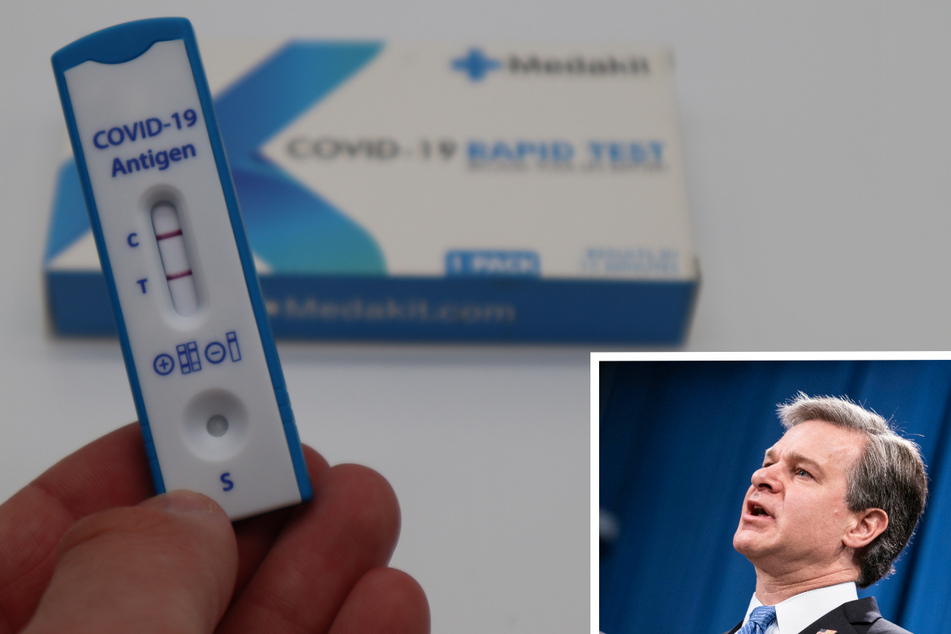 COVID-19
Antigen
C
T
S
Medakit
COVID-19 RAPID TEST
1 PACK
Medakit.com